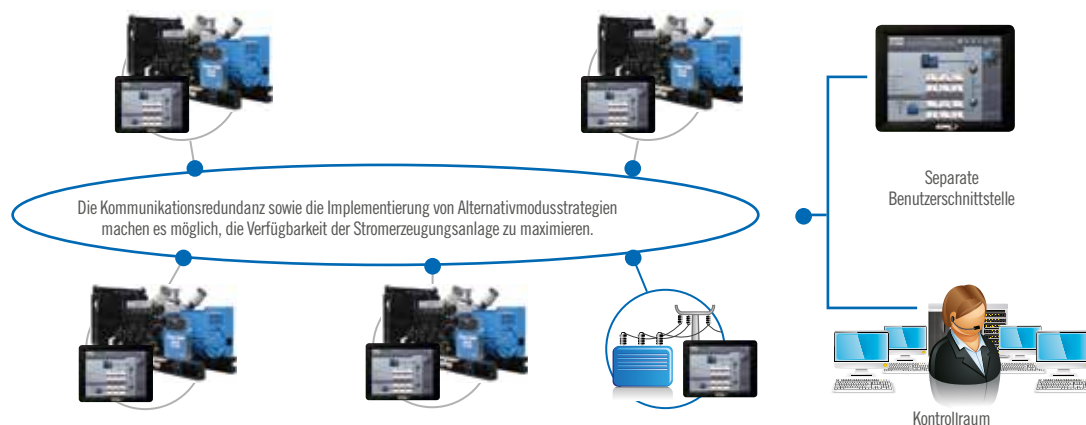 Die Kommunikationsredundanz sowie die Implementierung von Alternativmodusstrategien
machen es möglich, die Verfügbarkeit der Stromerzeugungsanlage zu maximieren.
Separate
Benutzerschnittstelle
Kontrollraum